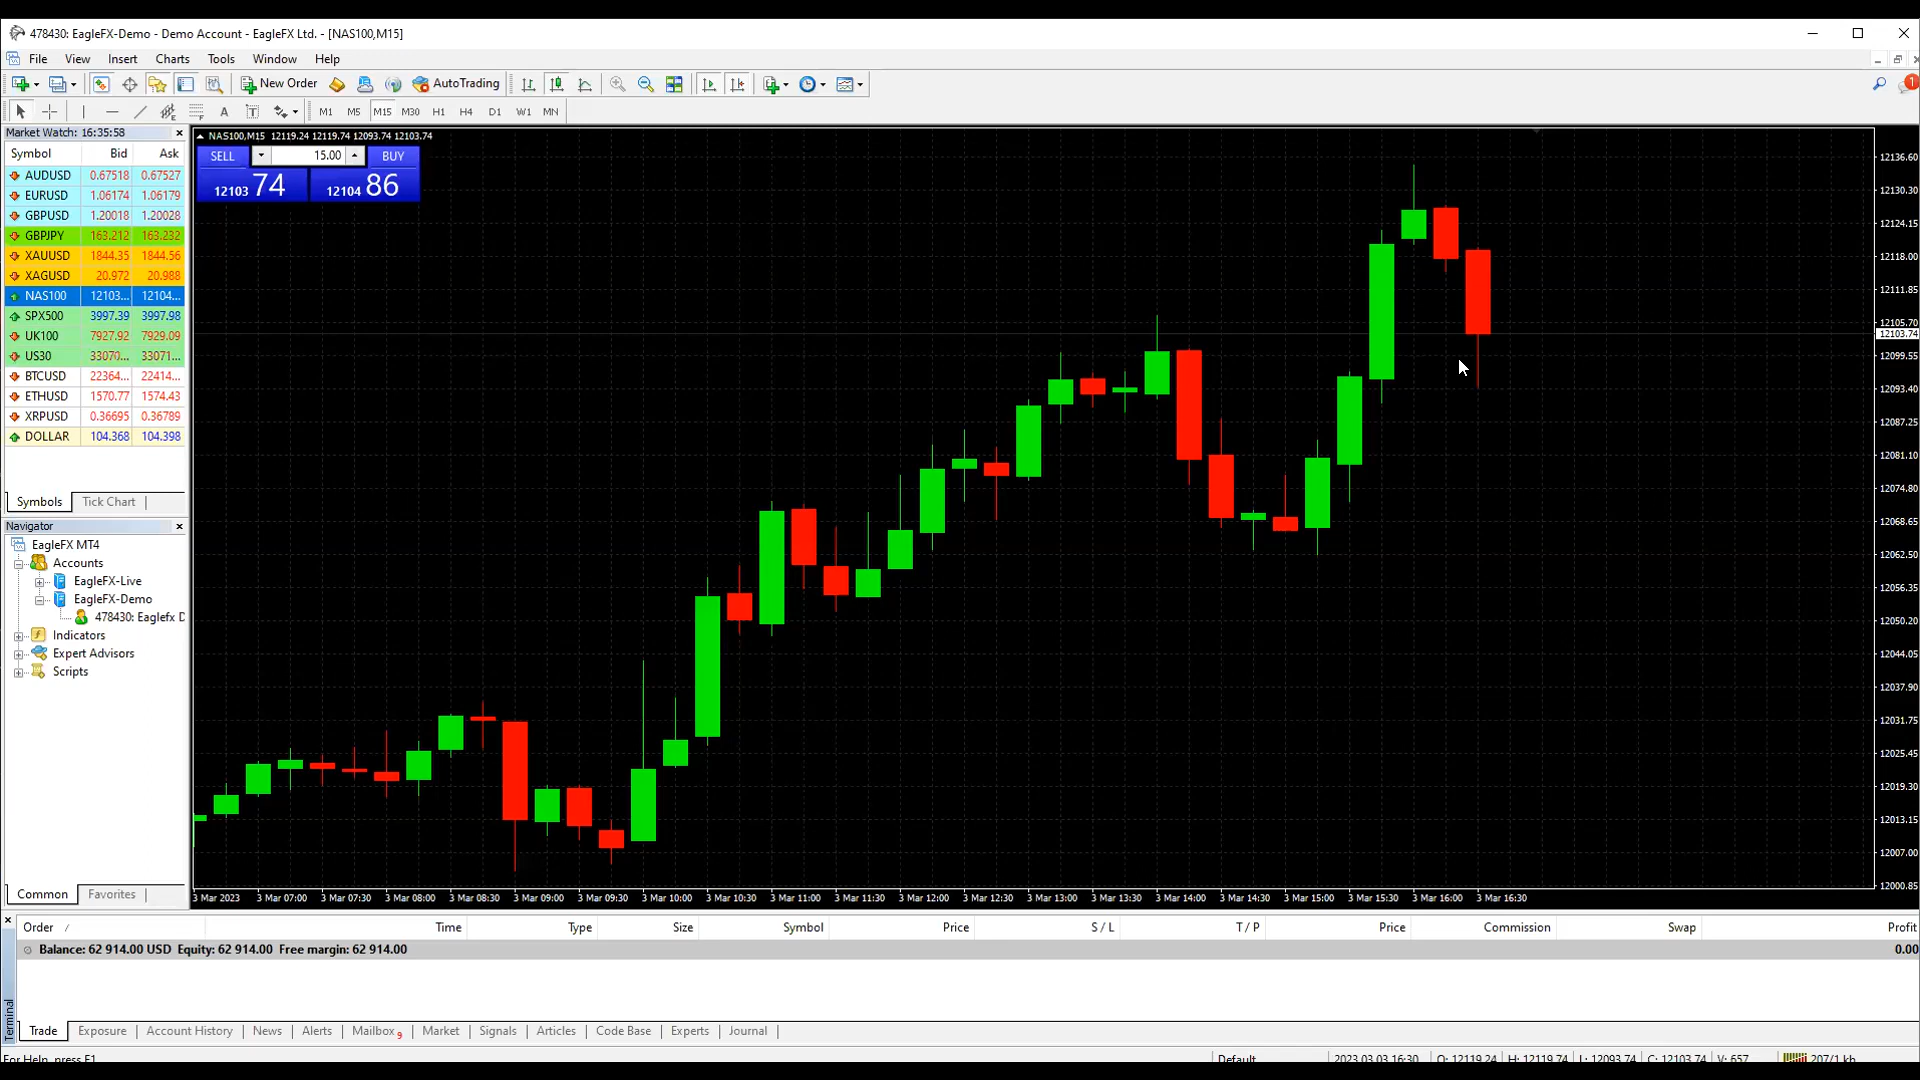 478430: EagleFX-Demo - Demo Account - EagleFX Ltd. - [NAS100,M15]
File View Insert Charts Tools Window Help
New Order AutoTrading
1
A T M1 M5 M15 M30 H1 H4 D1 W1 MN
Market Watch: 16:35:58
Symbol Bid Ask
AUDUSD 0.67518 0.67527
EURUSD 1.06174 1.06179
GBPUSD 1.20018 1.20028
GBPJPY 163.212 163.232
XAUUSD 1844.35 1844.56
XAGUSD 20.972 20.988
NAS100 12103... 12104...
SPX500 3997.39 3997.98
UK100 7927.92 7929.09
US30 33070... 33071...
BTCUSD 22364... 22414...
ETHUSD 1570.77 1574.43
XRPUSD 0.36695 0.36789
DOLLAR 104.368 104.398
Symbols Tick Chart
Navigator
EagleFX MT4
Accounts
EagleFX-Live
EagleFX-Demo
478430: Eaglefx D
Indicators
Expert Advisors
Scripts
Common Favorites
NAS100,M15 12119.24 12119.74 12093.74 12103.74
SELL 15.00 BUY
12103 74 12104 86
12136.60
12130.30
12124.15
12118.00
12111.85
12105.70
12103.74
12099.55
12093.40
12087.25
12081.10
12074.80
12068.65
12062.50
12056.35
12050.20
12044.05
12037.90
12031.75
12025.45
12019.30
12013.15
12007.00
12000.85
3 Mar 2023 3 Mar 07:00 3 Mar 07:30 3 Mar 08:00 3 Mar 08:30 3 Mar 09:00 3 Mar 09:30 3 Mar 10:00 3 Mar 10:30 3 Mar 11:00 3 Mar 11:30 3 Mar 12:00 3 Mar 12:30 3 Mar 13:00 3 Mar 13:30 3 Mar 14:00 3 Mar 14:30 3 Mar 15:00 3 Mar 15:30 3 Mar 16:00 3 Mar 16:30
Order / Time Type Size Symbol Price S / L T / P Price Commission Swap Profit
Balance: 62 914.00 USD Equity: 62 914.00 Free margin: 62 914.00 0.00
Terminal
Trade Exposure Account History News Alerts Mailbox 9 Market Signals Articles Code Base Experts Journal
For Help, press F1 Default 2023.03.03 16:30 O: 12119.24 H: 12119.74 L: 12093.74 C: 12103.74 V: 657 207/1 kb